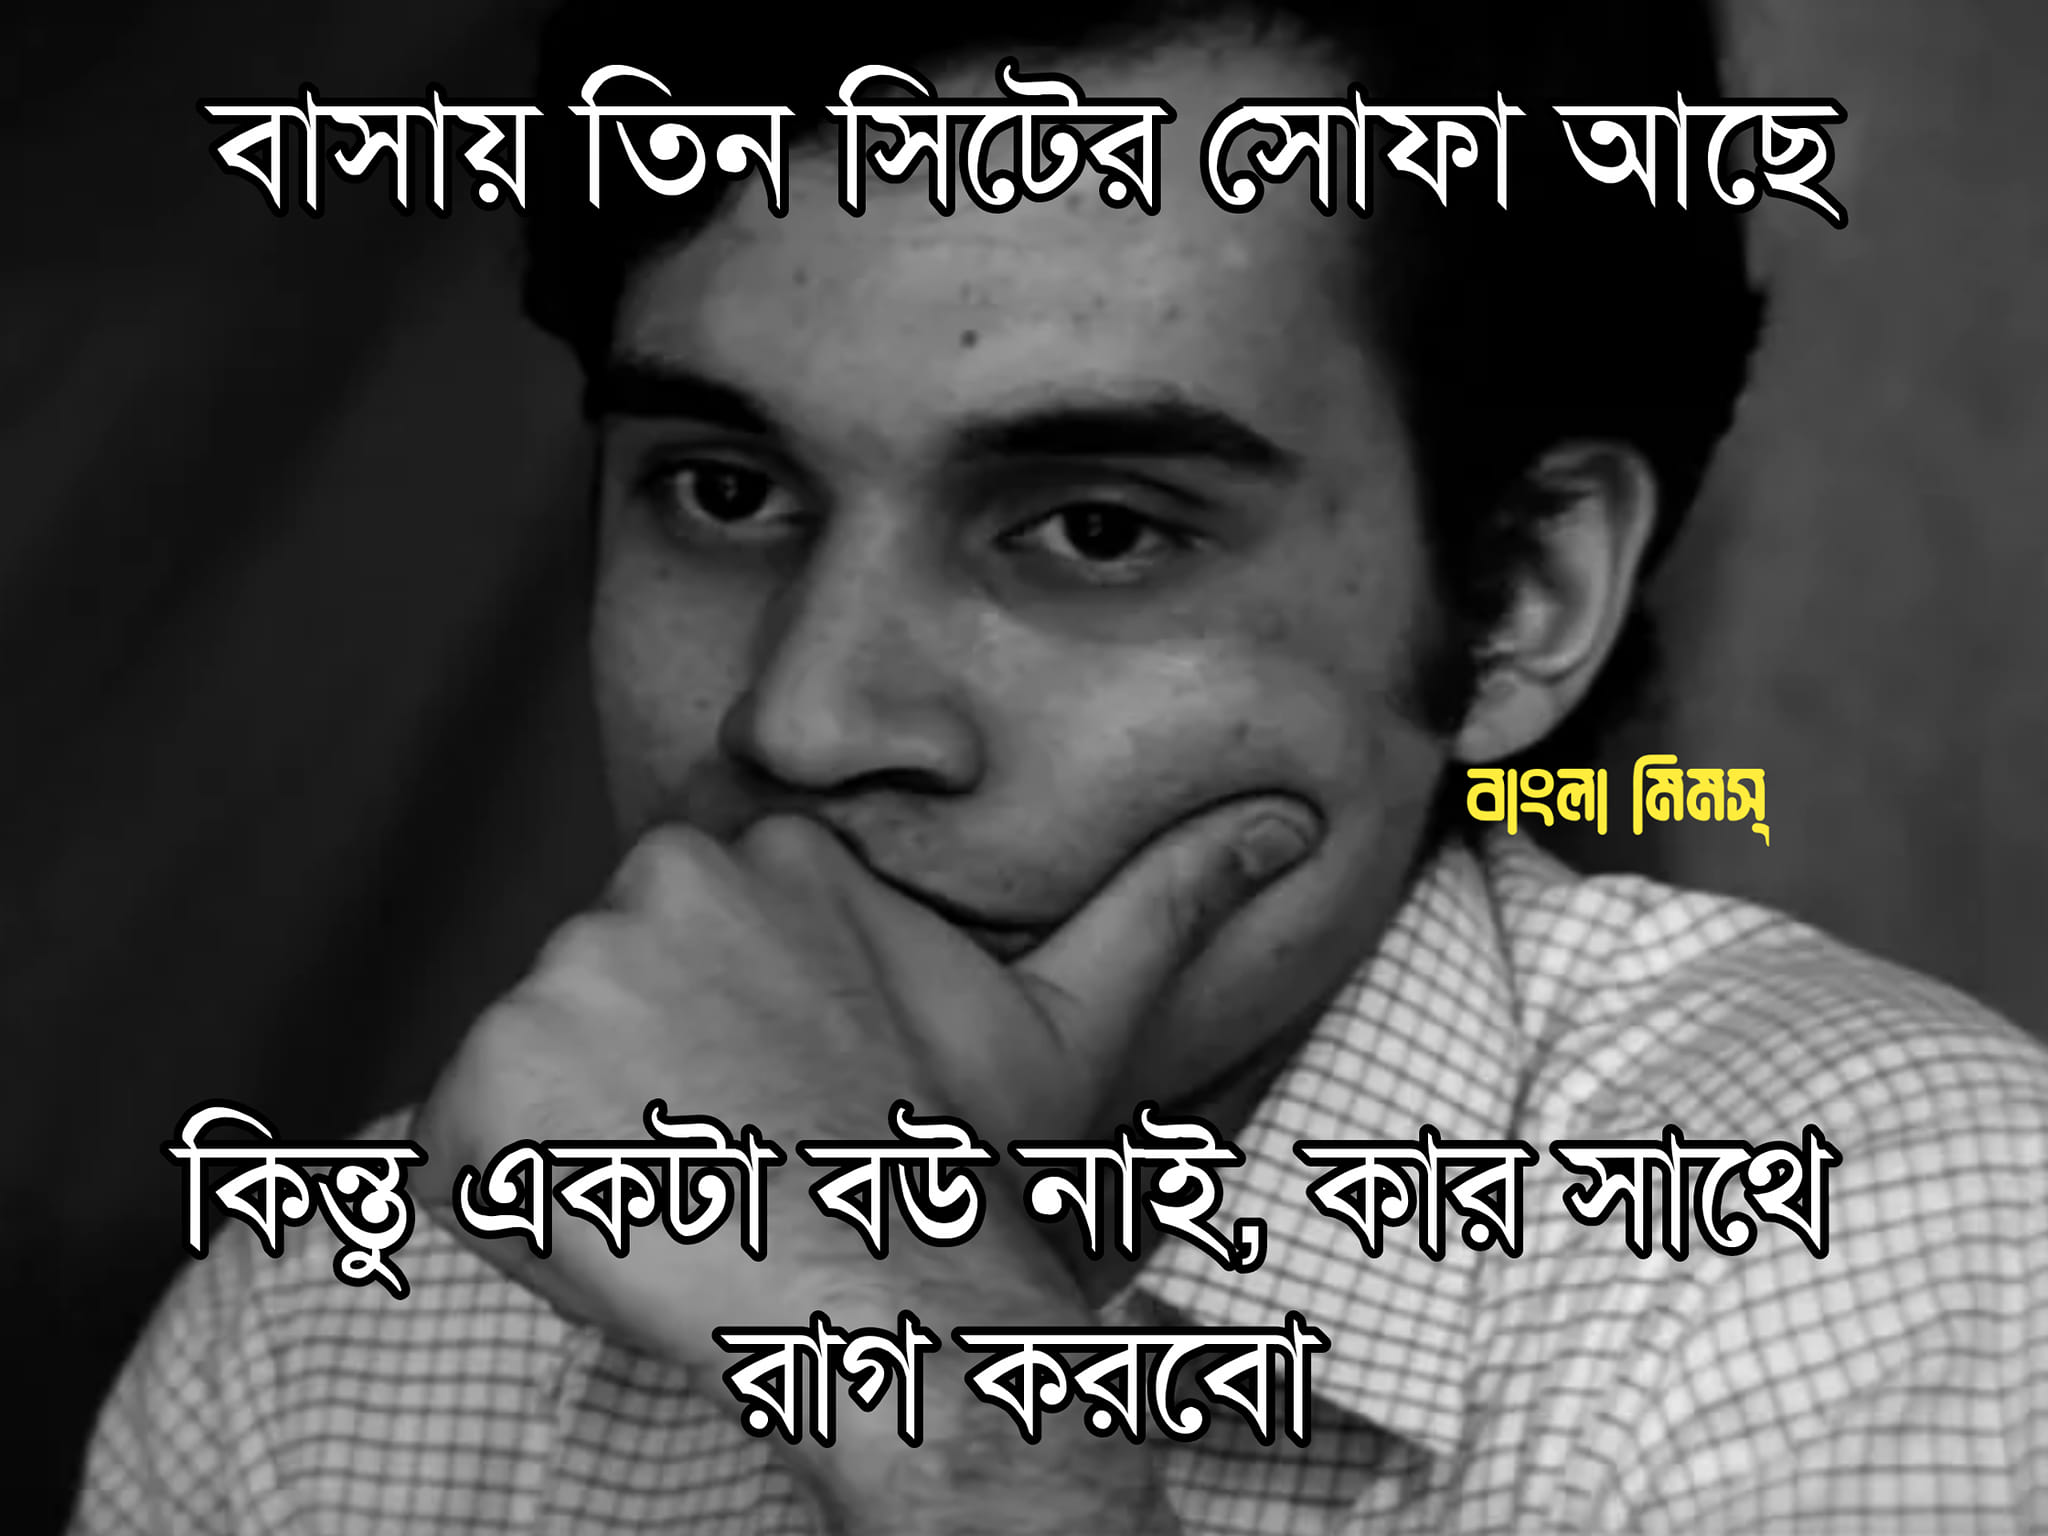 বাসায় তিন সিটের সোফা আছে
বাংলা মিমস্
কিন্তু একটা বউ নাই, কার সাথে
রাগ করবো